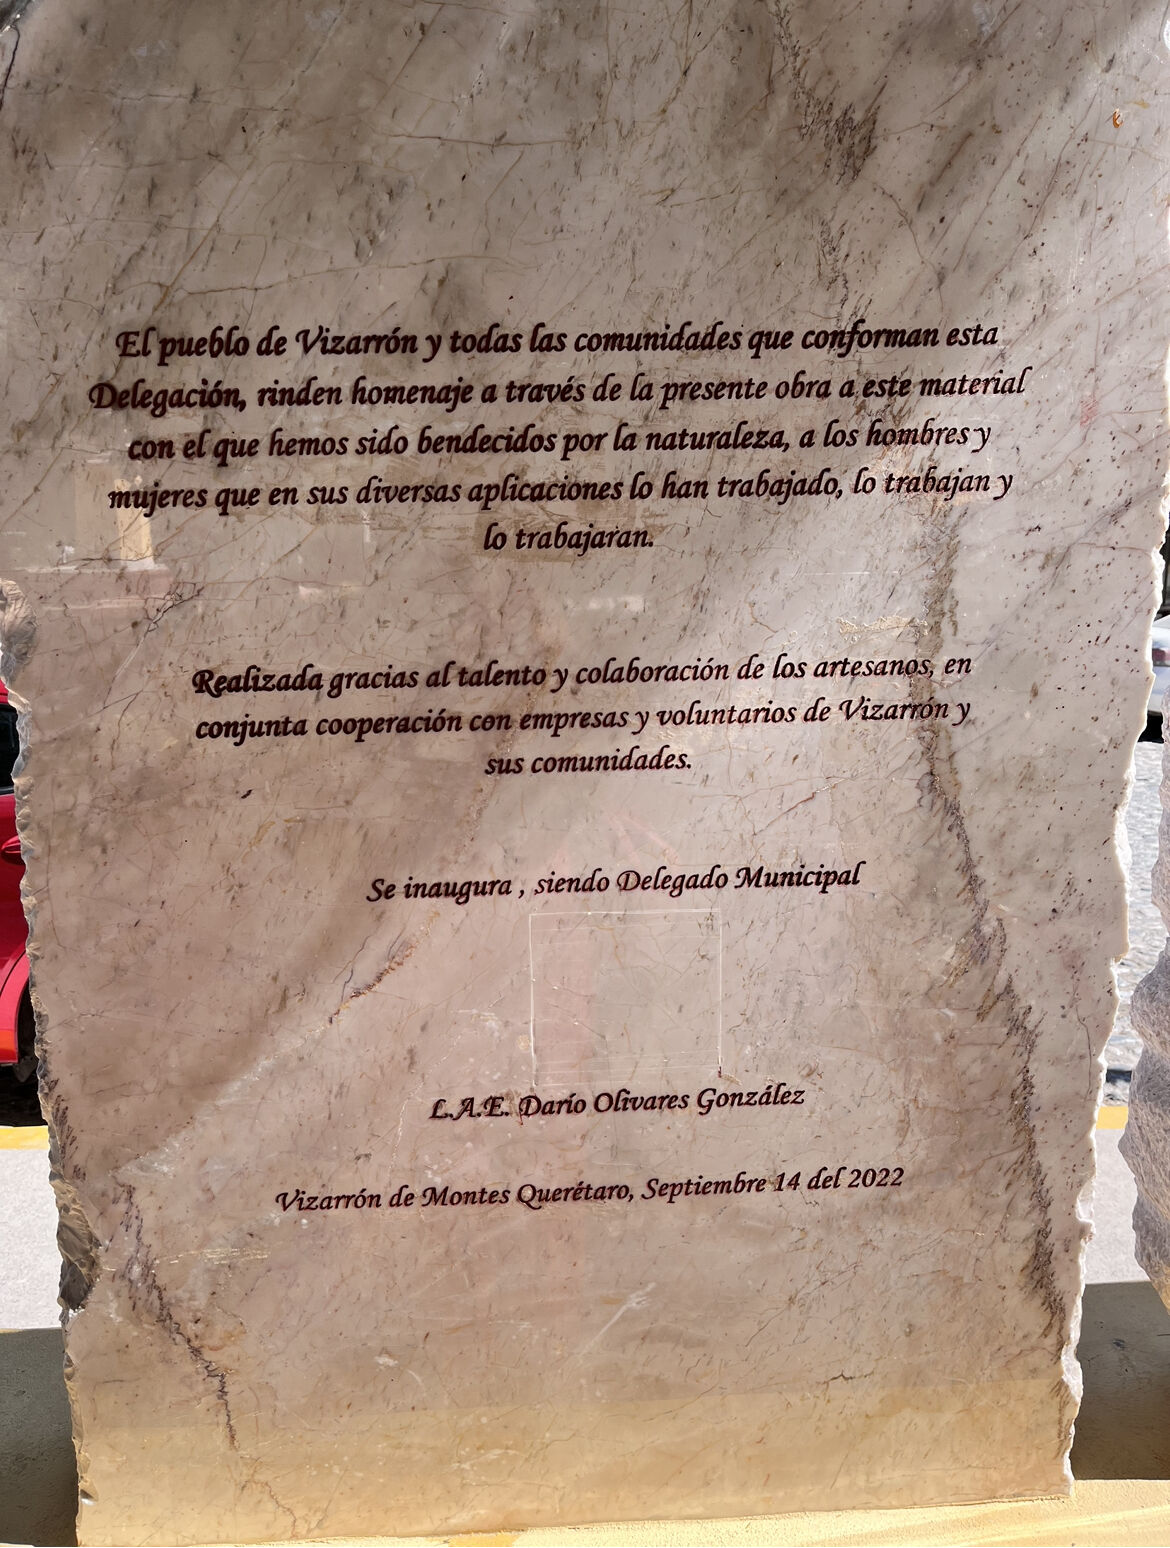 El pueblo de Vizarrón y todas las comunidades que conforman esta
Delegación, rinden homenaje a través de la presente obra a este material
con el que hemos sido bendecidos por la naturaleza, a los hombres y
mujeres que en sus diversas aplicaciones lo han trabajado, lo trabajan y
lo trabajaran.
Realizada gracias al talento y colaboración de los artesanos, en
conjunta cooperación con empresas y voluntarios de Vizarrón y
sus comunidades.
Se inaugura , siendo Delegado Municipal
L.A.E. Darío Olivares González
Vizarrón de Montes Querétaro, Septiembre 14 del 2022